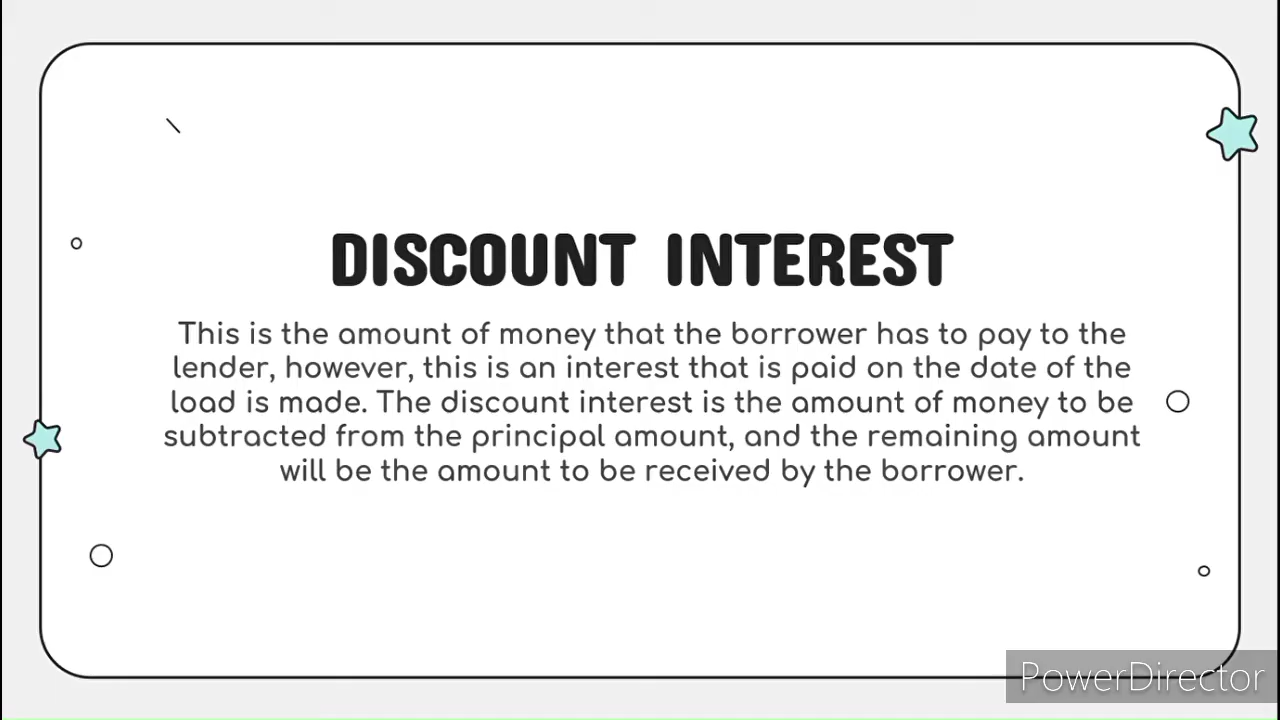 DISCOUNT INTEREST
This is the amount of money that the borrower has to pay to the
lender, however, this is an interest that is paid on the date of the
load is made. The discount interest is the amount of money to be
subtracted from the principal amount, and the remaining amount
will be the amount to be received by the borrower.
PowerDirector